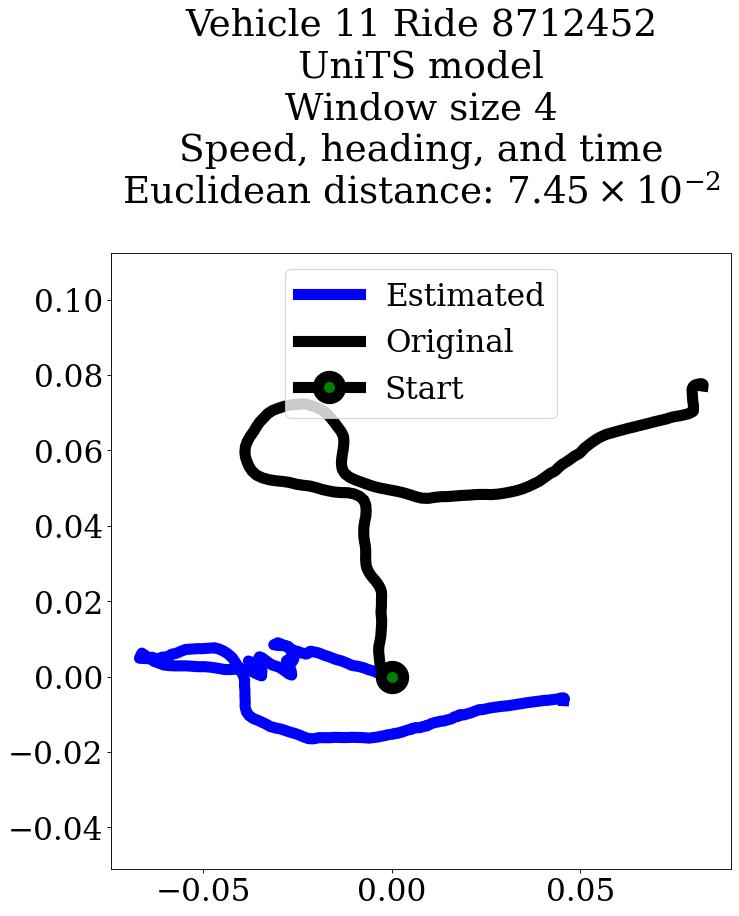 Vehicle 11 Ride 8712452
UniTS model
Window size 4
Speed, heading, and time
Euclidean distance: 7.45 × 10⁻²
Estimated
Original
Start
0.10
0.08
0.06
0.04
0.02
0.00
−0.02
−0.04
−0.05 0.00 0.05